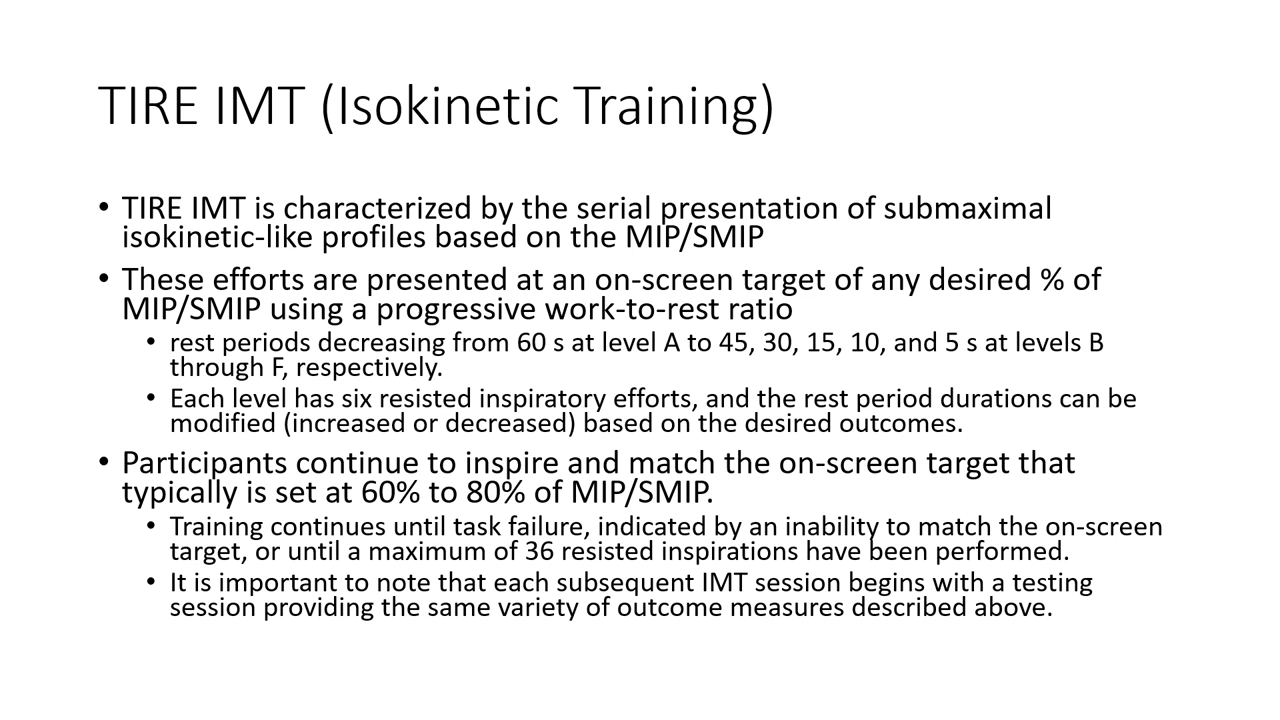 TIRE IMT (Isokinetic Training)
• TIRE IMT is characterized by the serial presentation of submaximal
isokinetic-like profiles based on the MIP/SMIP
• These efforts are presented at an on-screen target of any desired % of
MIP/SMIP using a progressive work-to-rest ratio
• rest periods decreasing from 60 s at level A to 45, 30, 15, 10, and 5 s at levels B
through F, respectively.
• Each level has six resisted inspiratory efforts, and the rest period durations can be
modified (increased or decreased) based on the desired outcomes.
• Participants continue to inspire and match the on-screen target that
typically is set at 60% to 80% of MIP/SMIP.
• Training continues until task failure, indicated by an inability to match the on-screen
target, or until a maximum of 36 resisted inspirations have been performed.
• It is important to note that each subsequent IMT session begins with a testing
session providing the same variety of outcome measures described above.